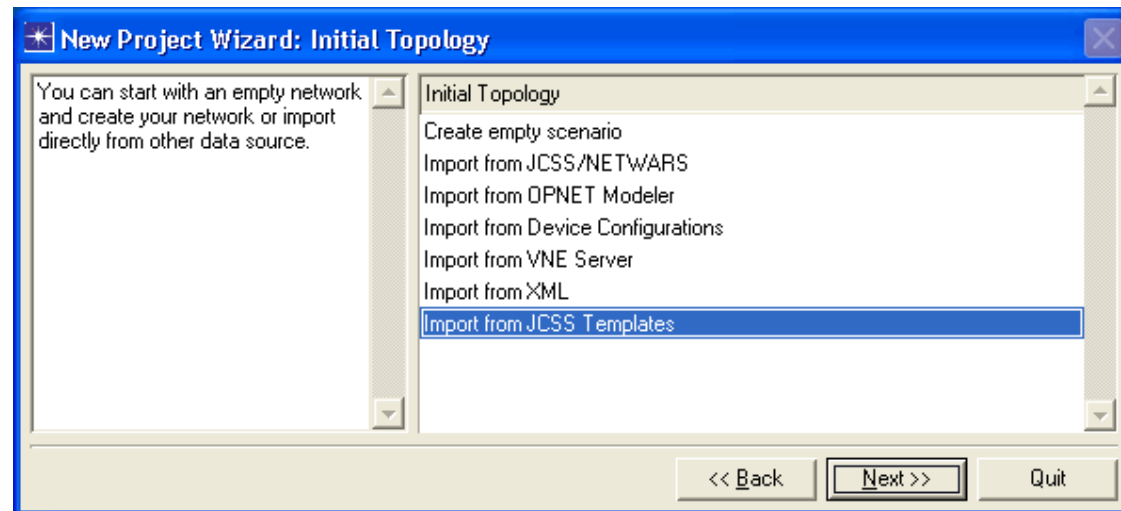 New Project Wizard: Initial Topology
You can start with an empty network
and create your network or import
directly from other data source.
Initial Topology
Create empty scenario
Import from JCSS/NETWARS
Import from OPNET Modeler
Import from Device Configurations
Import from VNE Server
Import from XML
Import from JCSS Templates
<< Back
Next >>
Quit